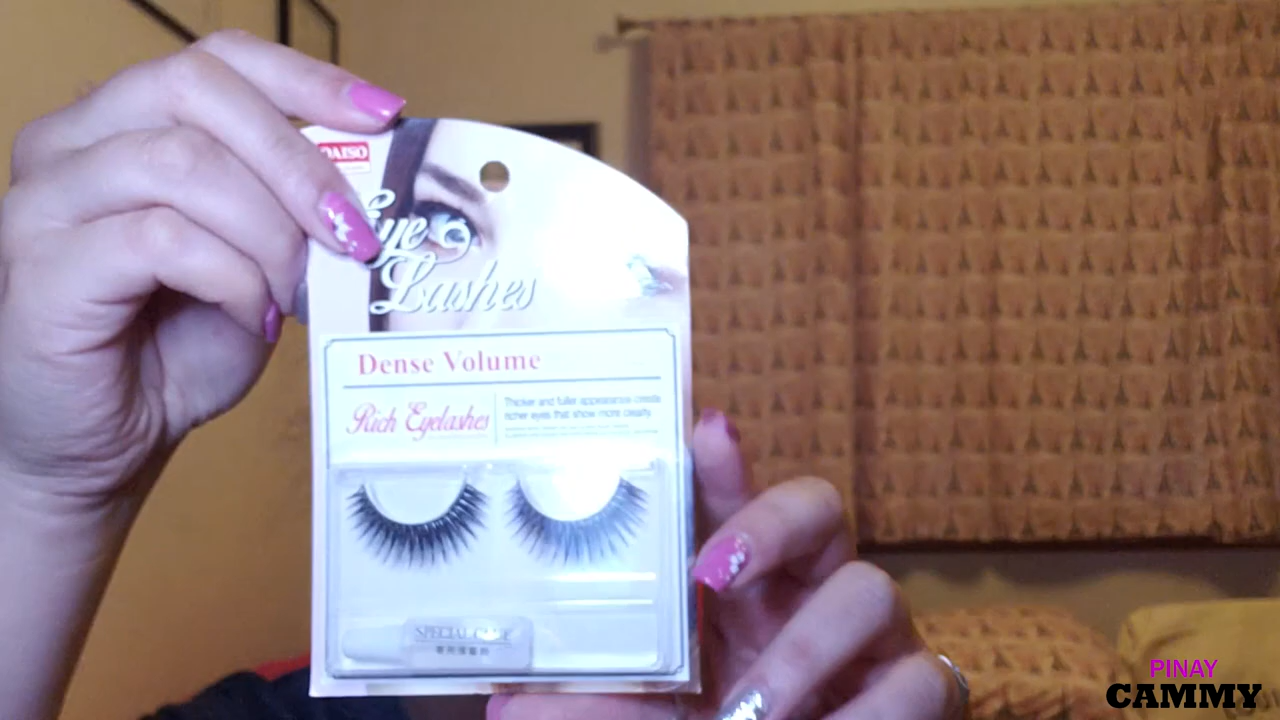 DAISO
Eye
Lashes
Dense Volume
Rich Eyelashes
Thicker and fuller appearance create
richer eyes that show more clearly.
SPECIAL GLUE
PINAY
CAMMY